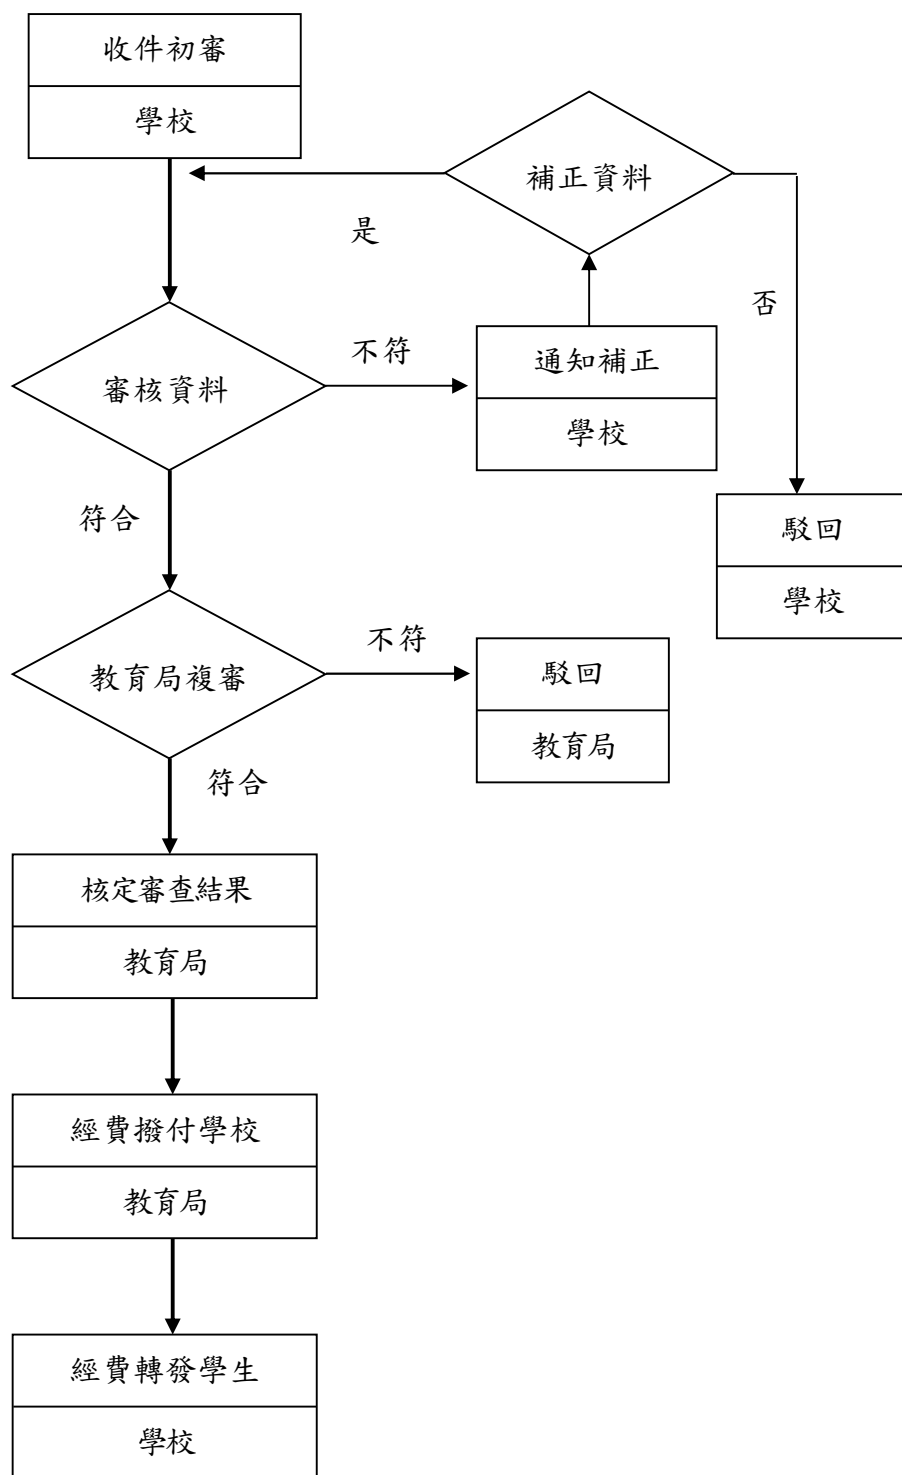 收件初審
學校
補正資料
是
否
不符
通知補正
學校
審核資料
符合
駁回
學校
不符
教育局複審
駁回
教育局
符合
核定審查結果
教育局
經費撥付學校
教育局
經費轉發學生
學校